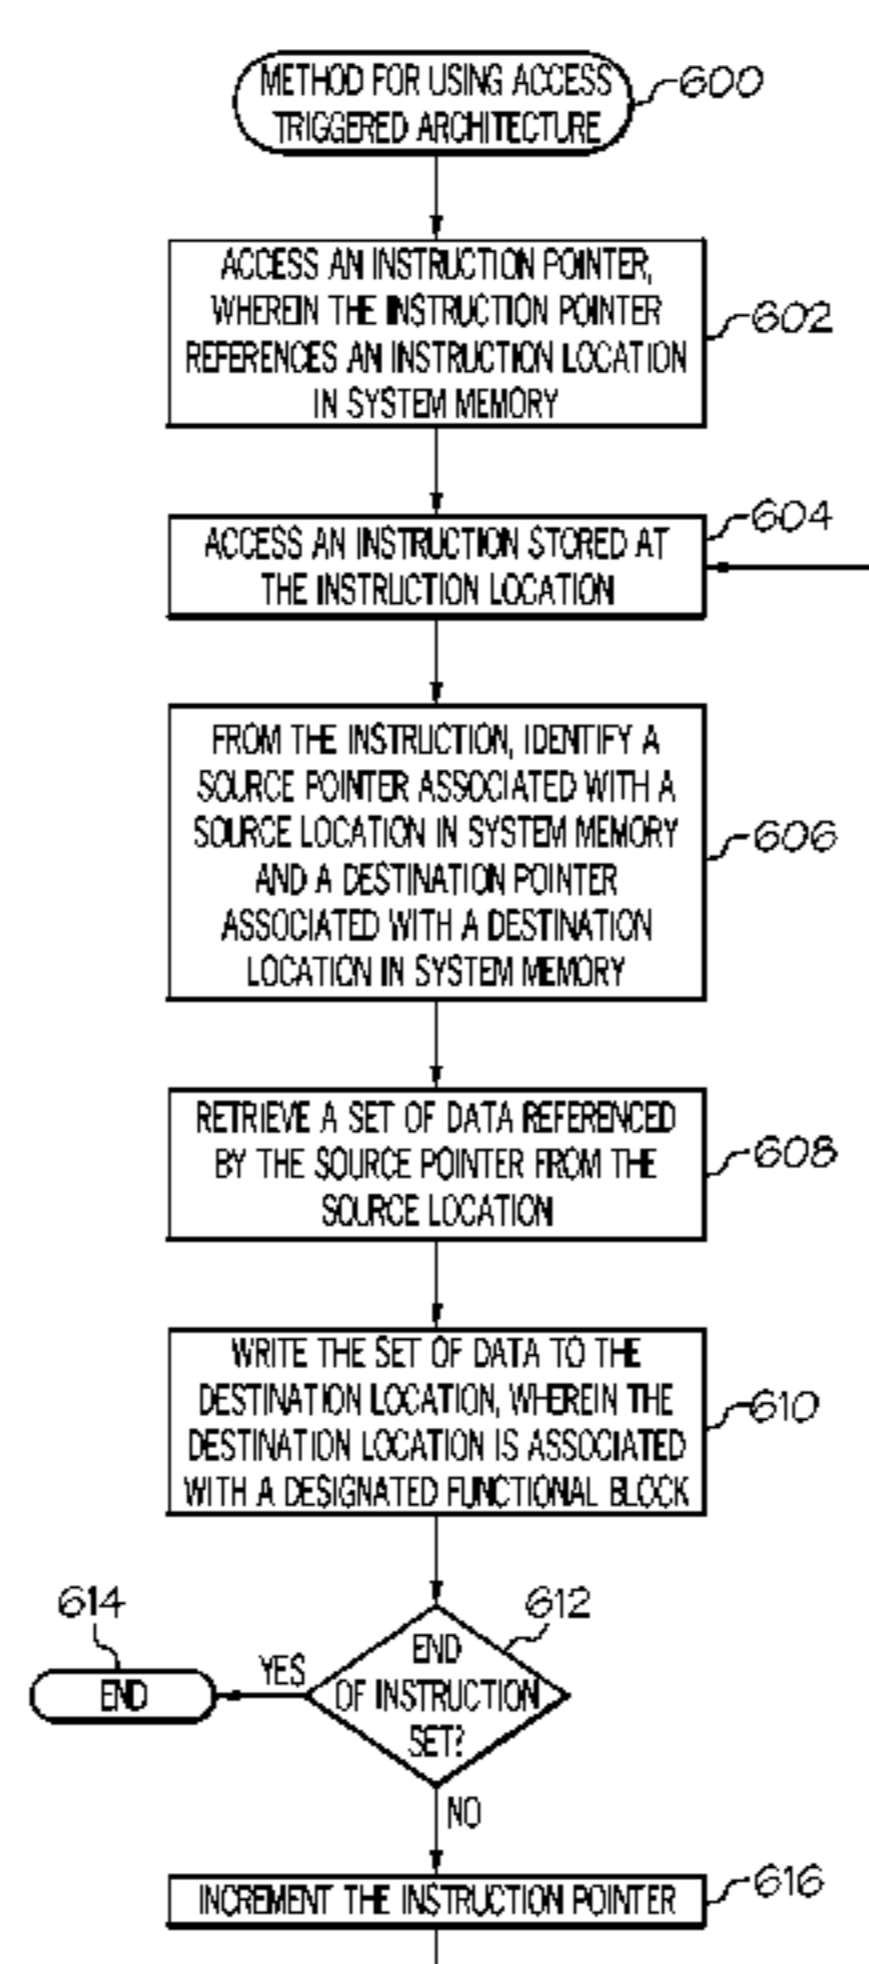 METHOD FOR USING ACCESS
TRIGGERED ARCHITECTURE
600
ACCESS AN INSTRUCTION POINTER,
WHEREIN THE INSTRUCTION POINTER
REFERENCES AN INSTRUCTION LOCATION
IN SYSTEM MEMORY
602
ACCESS AN INSTRUCTION STORED AT
THE INSTRUCTION LOCATION
604
FROM THE INSTRUCTION, IDENTIFY A
SOURCE POINTER ASSOCIATED WITH A
SOURCE LOCATION IN SYSTEM MEMORY
AND A DESTINATION POINTER
ASSOCIATED WITH A DESTINATION
LOCATION IN SYSTEM MEMORY
606
RETRIEVE A SET OF DATA REFERENCED
BY THE SOURCE POINTER FROM THE
SOURCE LOCATION
608
WRITE THE SET OF DATA TO THE
DESTINATION LOCATION, WHEREIN THE
DESTINATION LOCATION IS ASSOCIATED
WITH A DESIGNATED FUNCTIONAL BLOCK
610
614
END
YES
612
END
OF INSTRUCTION
SET?
NO
INCREMENT THE INSTRUCTION POINTER
616